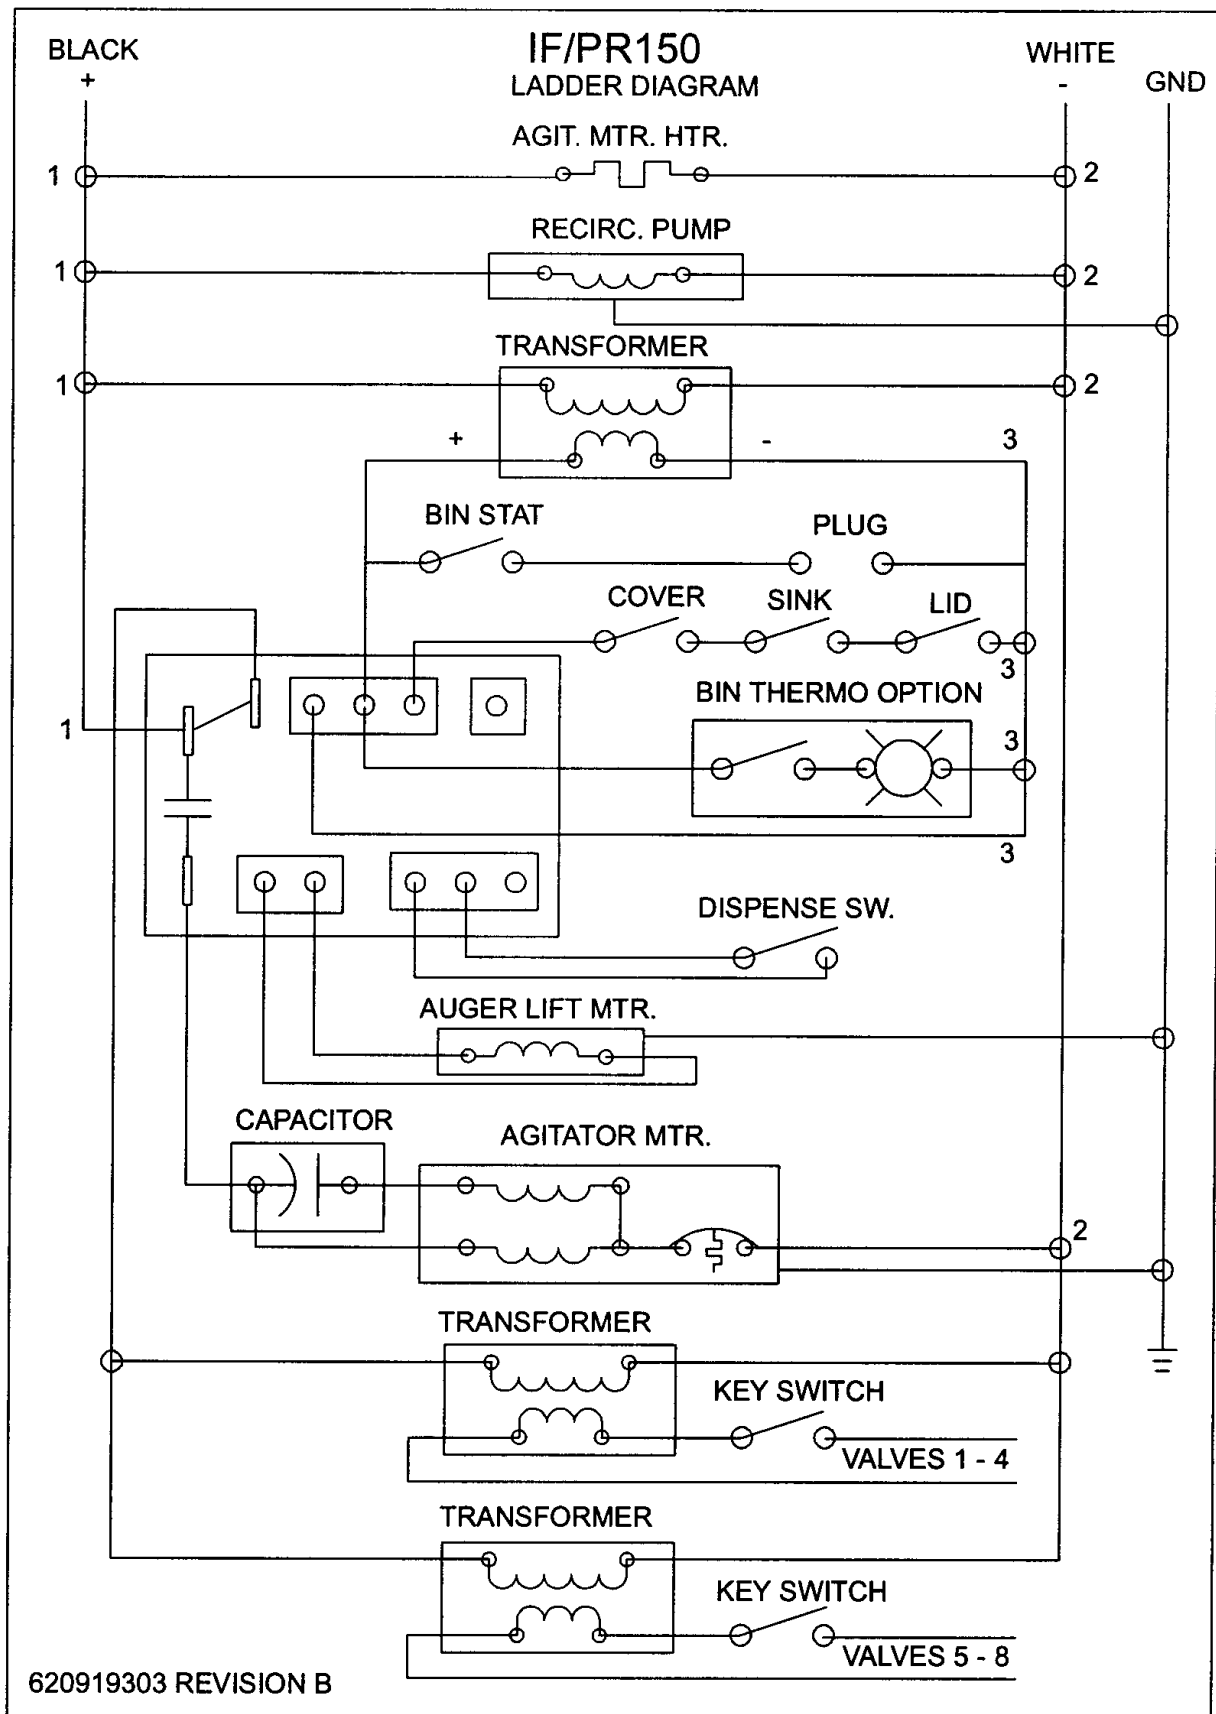 BLACK
+
IF/PR150
LADDER DIAGRAM
WHITE
-
GND
AGIT. MTR. HTR.
1
2
RECIRC. PUMP
1
2
TRANSFORMER
1
2
+
-
3
BIN STAT
PLUG
COVER
SINK
LID
3
BIN THERMO OPTION
1
3
3
DISPENSE SW.
AUGER LIFT MTR.
CAPACITOR
AGITATOR MTR.
2
TRANSFORMER
KEY SWITCH
VALVES 1 - 4
TRANSFORMER
KEY SWITCH
VALVES 5 - 8
620919303 REVISION B